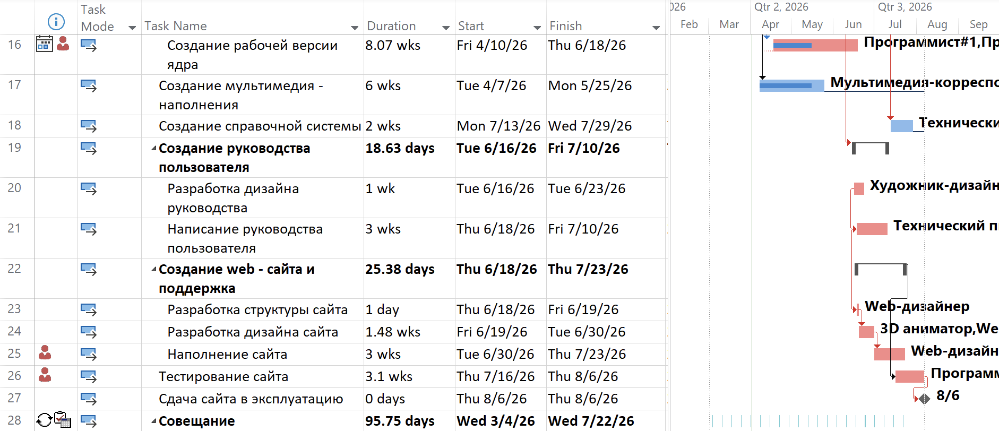 Task
Mode
Task Name
Duration
Start
Finish
026
Qtr 2, 2026
Qtr 3, 2026
Feb
Mar
Apr
May
Jun
Jul
Aug
Sep
16
Создание рабочей версии
ядра
8.07 wks
Fri 4/10/26
Thu 6/18/26
Программист#1,Пр
17
Создание мультимедия -
наполнения
6 wks
Tue 4/7/26
Mon 5/25/26
Мультимедия-корреспо
18
Создание справочной системы
2 wks
Mon 7/13/26
Wed 7/29/26
Технически
19
Создание руководства
пользователя
18.63 days
Tue 6/16/26
Fri 7/10/26
20
Разработка дизайна
руководства
1 wk
Tue 6/16/26
Tue 6/23/26
Художник-дизайн
21
Написание руководства
пользователя
3 wks
Thu 6/18/26
Fri 7/10/26
Технический п
22
Создание web - сайта и
поддержка
25.38 days
Thu 6/18/26
Thu 7/23/26
23
Разработка структуры сайта
1 day
Thu 6/18/26
Fri 6/19/26
Web-дизайнер
24
Разработка дизайна сайта
1.48 wks
Fri 6/19/26
Tue 6/30/26
3D аниматор,We
25
Наполнение сайта
3 wks
Tue 6/30/26
Thu 7/23/26
Web-дизайн
26
Тестирование сайта
3.1 wks
Thu 7/16/26
Thu 8/6/26
Програм
27
Сдача сайта в эксплуатацию
0 days
Thu 8/6/26
Thu 8/6/26
8/6
28
Совещание
95.75 days
Wed 3/4/26
Wed 7/22/26